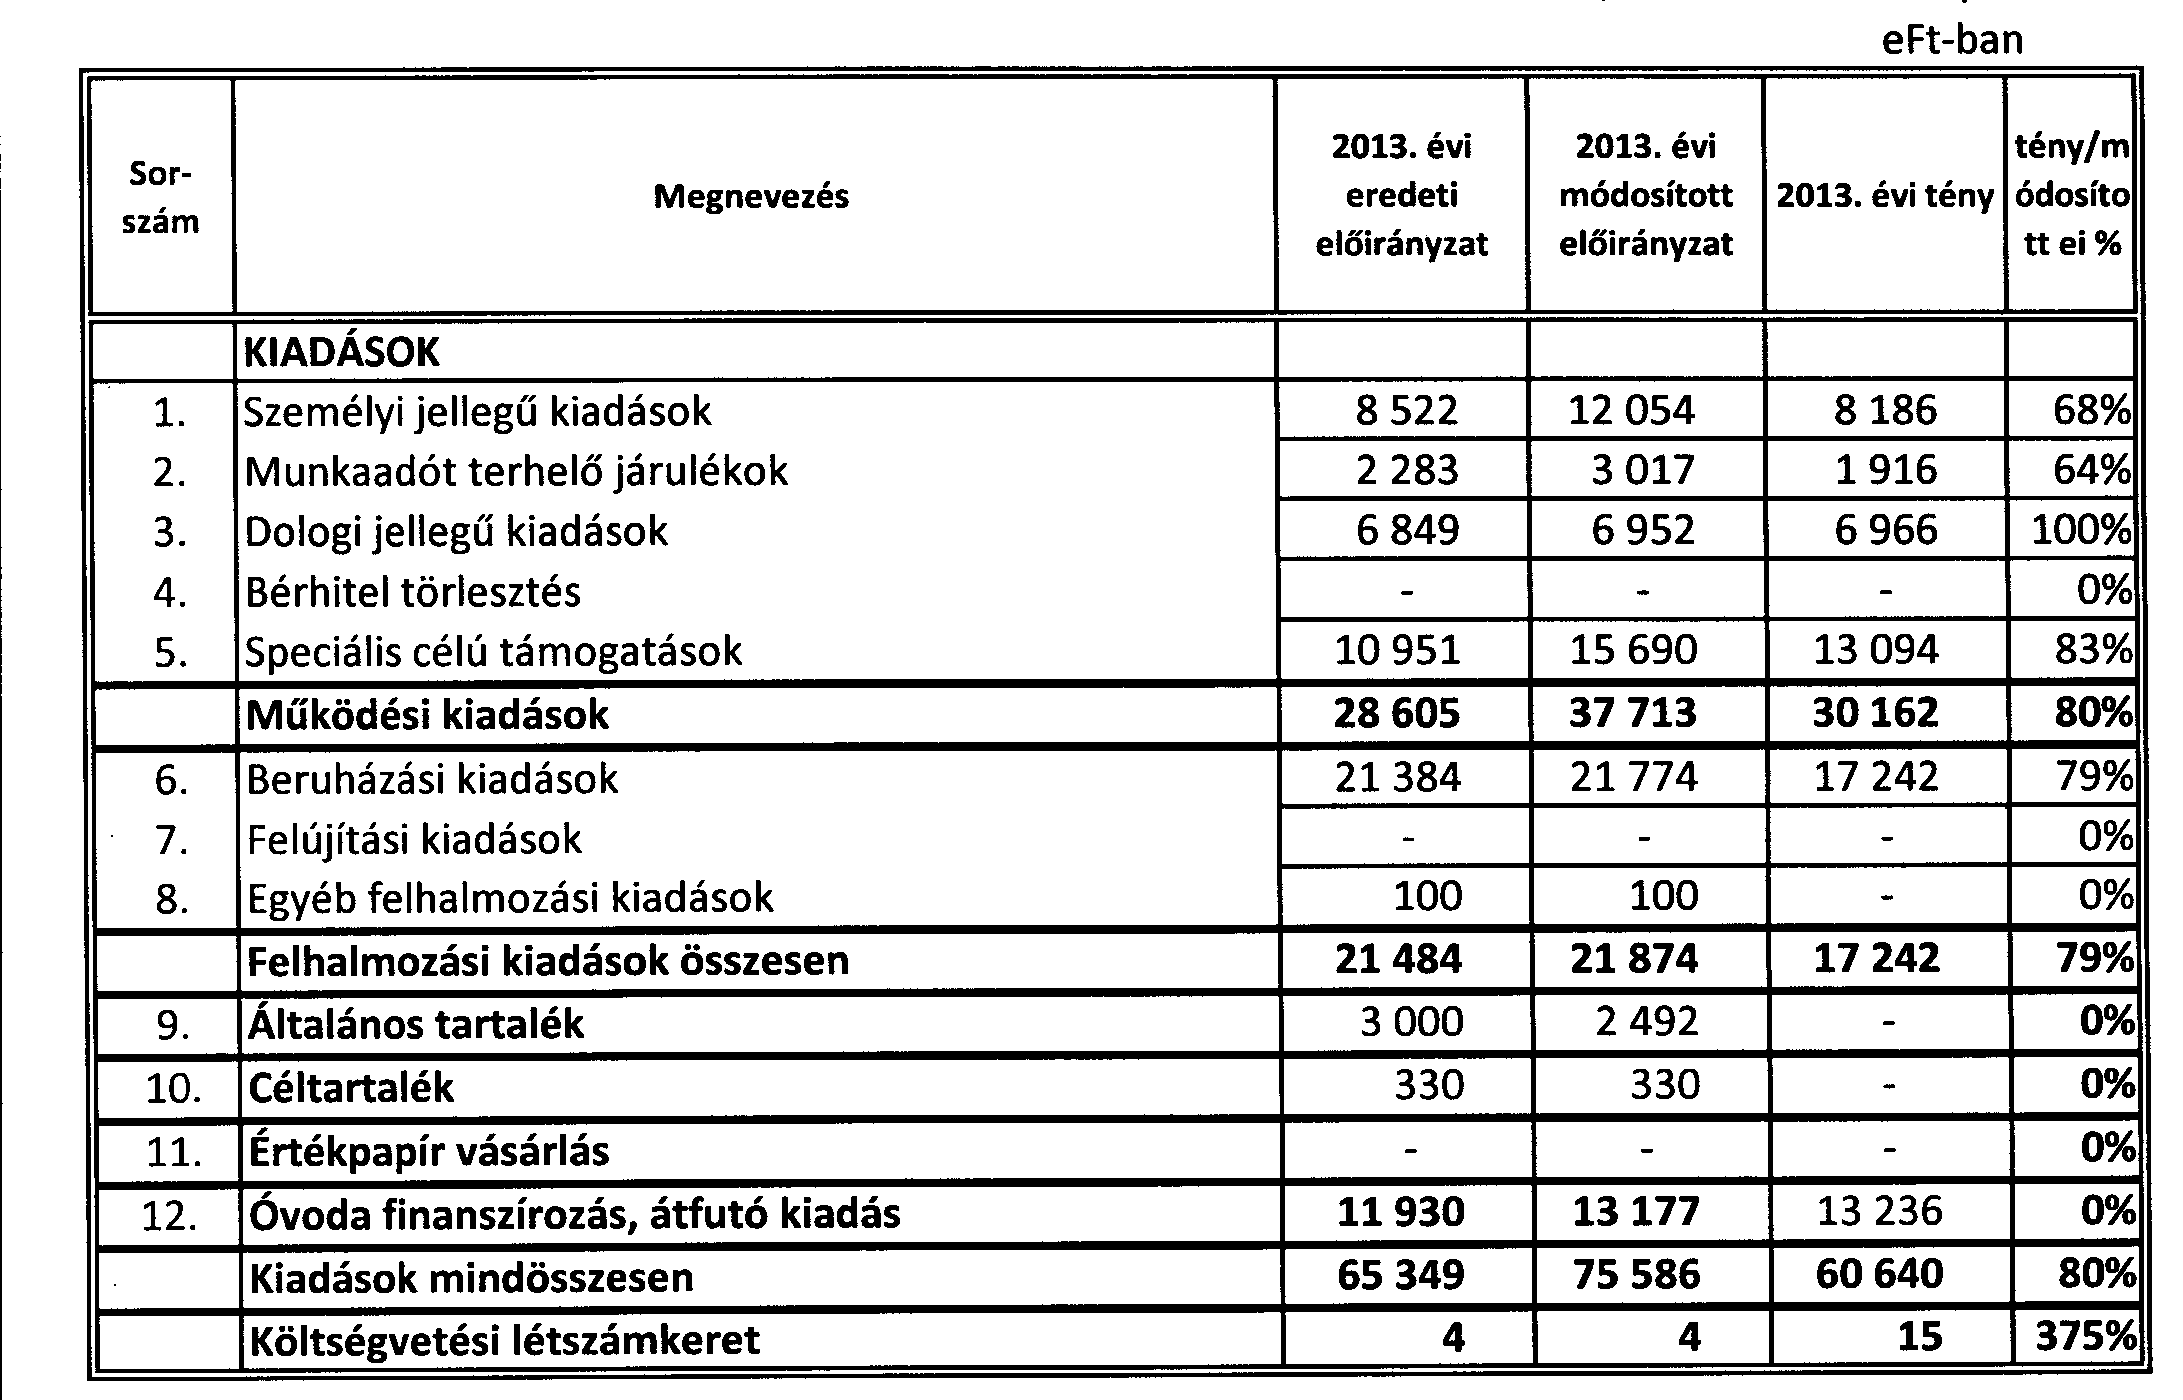 eFt-ban
Sor-
szám
Megnevezés
2013. évi
eredeti
előirányzat
2013. évi
módosított
előirányzat
2013. évi tény
tény/m
ódosíto
tt ei %
KIADÁSOK
1. Személyi jellegű kiadások 8 522 12 054 8 186 68%
2. Munkaadót terhelő járulékok 2 283 3 017 1 916 64%
3. Dologi jellegű kiadások 6 849 6 952 6 966 100%
4. Bérhitel törlesztés - - - 0%
5. Speciális célú támogatások 10 951 15 690 13 094 83%
Működési kiadások 28 605 37 713 30 162 80%
6. Beruházási kiadások 21 384 21 774 17 242 79%
7. Felújítási kiadások - - - 0%
8. Egyéb felhalmozási kiadások 100 100 - 0%
Felhalmozási kiadások összesen 21 484 21 874 17 242 79%
9. Általános tartalék 3 000 2 492 - 0%
10. Céltartalék 330 330 - 0%
11. Értékpapír vásárlás - - - 0%
12. Óvoda finanszírozás, átfutó kiadás 11 930 13 177 13 236 0%
Kiadások mindösszesen 65 349 75 586 60 640 80%
Költségvetési létszámkeret 4 4 15 375%